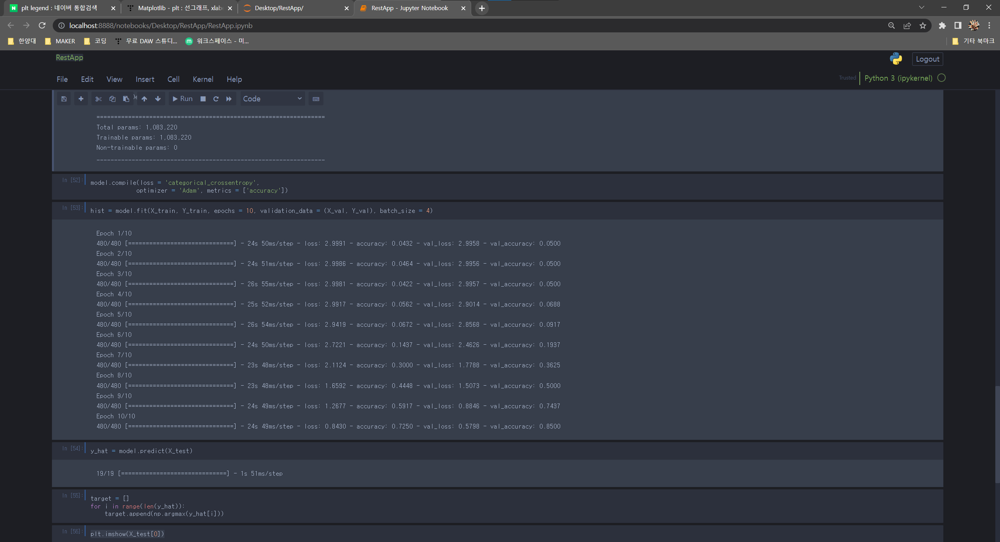 plt legend : 네이버 통합검색
Matplotlib - plt : 선그래프, xlabe
Desktop/RestApp/
RestApp - Jupyter Notebook
localhost:8888/notebooks/Desktop/RestApp/RestApp.ipynb
한양대 MAKER 코딩 무료 DAW 스튜디... 워크스페이스 - 미... 기타 북마크
RestApp
Logout
File Edit View Insert Cell Kernel Help
Trusted Python 3 (ipykernel)
Run Code
=================================================================
Total params: 1,083,220
Trainable params: 1,083,220
Non-trainable params: 0
_________________________________________________________________
In [52]: model.compile(loss = 'categorical_crossentropy',
optimizer = 'Adam', metrics = ['accuracy'])
In [53]: hist = model.fit(X_train, Y_train, epochs = 10, validation_data = (X_val, Y_val), batch_size = 4)
Epoch 1/10
480/480 [==============================] - 24s 50ms/step - loss: 2.9991 - accuracy: 0.0432 - val_loss: 2.9958 - val_accuracy: 0.0500
Epoch 2/10
480/480 [==============================] - 24s 51ms/step - loss: 2.9986 - accuracy: 0.0464 - val_loss: 2.9956 - val_accuracy: 0.0500
Epoch 3/10
480/480 [==============================] - 26s 55ms/step - loss: 2.9981 - accuracy: 0.0422 - val_loss: 2.9957 - val_accuracy: 0.0500
Epoch 4/10
480/480 [==============================] - 25s 52ms/step - loss: 2.9917 - accuracy: 0.0562 - val_loss: 2.9014 - val_accuracy: 0.0688
Epoch 5/10
480/480 [==============================] - 26s 54ms/step - loss: 2.9419 - accuracy: 0.0672 - val_loss: 2.8568 - val_accuracy: 0.0917
Epoch 6/10
480/480 [==============================] - 24s 50ms/step - loss: 2.7221 - accuracy: 0.1437 - val_loss: 2.4626 - val_accuracy: 0.1937
Epoch 7/10
480/480 [==============================] - 23s 48ms/step - loss: 2.1124 - accuracy: 0.3000 - val_loss: 1.7788 - val_accuracy: 0.3625
Epoch 8/10
480/480 [==============================] - 23s 48ms/step - loss: 1.6592 - accuracy: 0.4448 - val_loss: 1.5073 - val_accuracy: 0.5000
Epoch 9/10
480/480 [==============================] - 24s 49ms/step - loss: 1.2677 - accuracy: 0.5917 - val_loss: 0.8846 - val_accuracy: 0.7437
Epoch 10/10
480/480 [==============================] - 24s 49ms/step - loss: 0.8430 - accuracy: 0.7250 - val_loss: 0.5798 - val_accuracy: 0.8500
In [54]: y_hat = model.predict(X_test)
19/19 [==============================] - 1s 51ms/step
In [55]: target = []
for i in range(len(y_hat)):
target.append(np.argmax(y_hat[i]))
In [56]: plt.imshow(X_test[0])